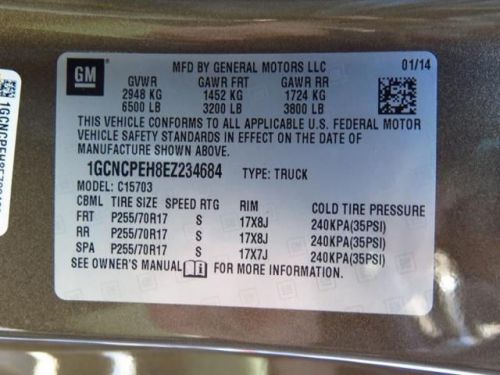 GM
MFD BY GENERAL MOTORS LLC 01/14
GVWR GAWR FRT GAWR RR
2948 KG 1452 KG 1724 KG
6500 LB 3200 LB 3800 LB
THIS VEHICLE CONFORMS TO ALL APPLICABLE U.S. FEDERAL MOTOR
VEHICLE SAFETY STANDARDS IN EFFECT ON THE DATE OF
MANUFACTURE SHOWN ABOVE.
1GCNCPEH8EZ234684 TYPE: TRUCK
MODEL: C15703
CBML TIRE SIZE SPEED RTG RIM COLD TIRE PRESSURE
FRT P255/70R17 S 17X8J 240KPA(35PSI)
RR P255/70R17 S 17X8J 240KPA(35PSI)
SPA P255/70R17 S 17X7J 240KPA(35PSI)
SEE OWNER'S MANUAL FOR MORE INFORMATION.